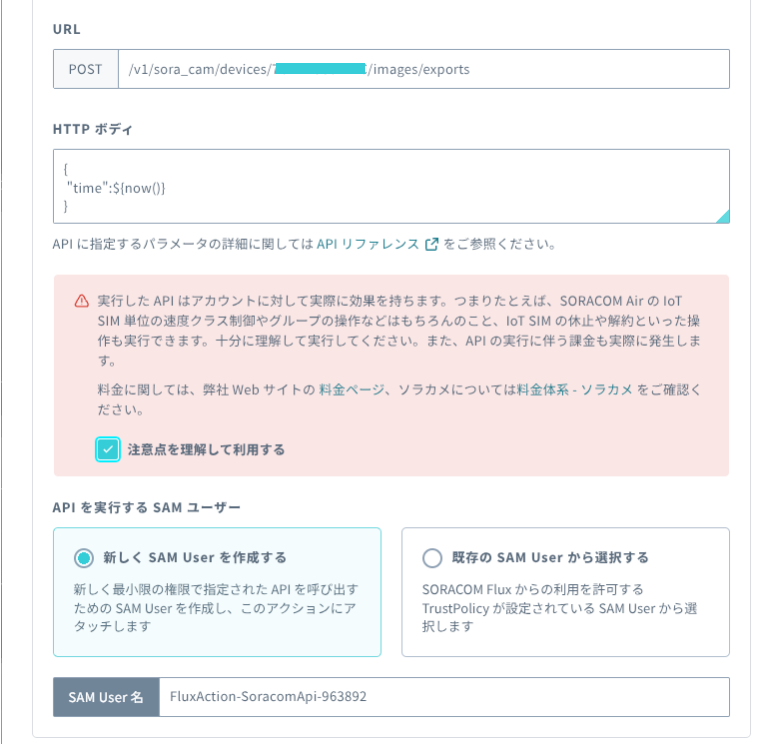 URL
POST /v1/sora_cam/devices/ /images/exports
HTTP ボディ
{
"time":${now()}
}
API に指定するパラメータの詳細に関しては API リファレンス をご参照ください。
実行した API はアカウントに対して実際に効果を持ちます。つまりたとえば、SORACOM Air の IoT
SIM 単位の速度クラス制御やグループの操作などはもちろんのこと、IoT SIM の休止や解約といった操
作も実行できます。十分に理解して実行してください。また、API の実行に伴う課金も実際に発生しま
す。
料金に関しては、弊社 Web サイトの 料金ページ、ソラカメについては料金体系 - ソラカメ をご確認く
ださい。
注意点を理解して利用する
API を実行する SAM ユーザー
新しく SAM User を作成する
新しく最小限の権限で指定された API を呼び出す
ための SAM User を作成し、このアクションにア
タッチします
既存の SAM User から選択する
SORACOM Flux からの利用を許可する
TrustPolicy が設定されている SAM User から選
択します
SAM User 名 FluxAction-SoracomApi-963892